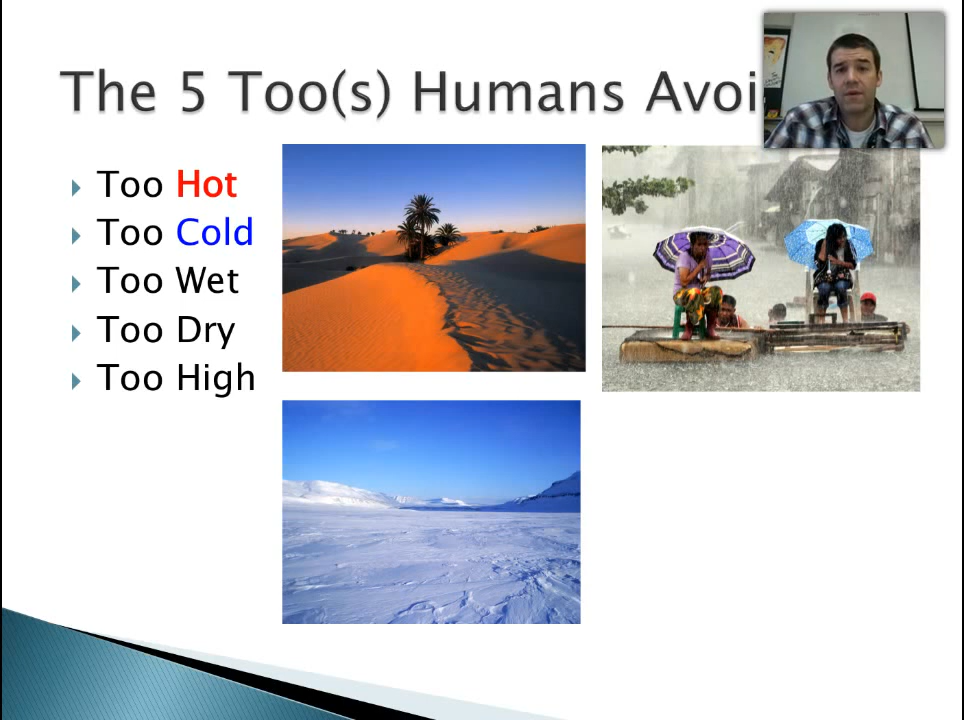 The 5 Too(s) Humans Avoi
Too Hot
Too Cold
Too Wet
Too Dry
Too High